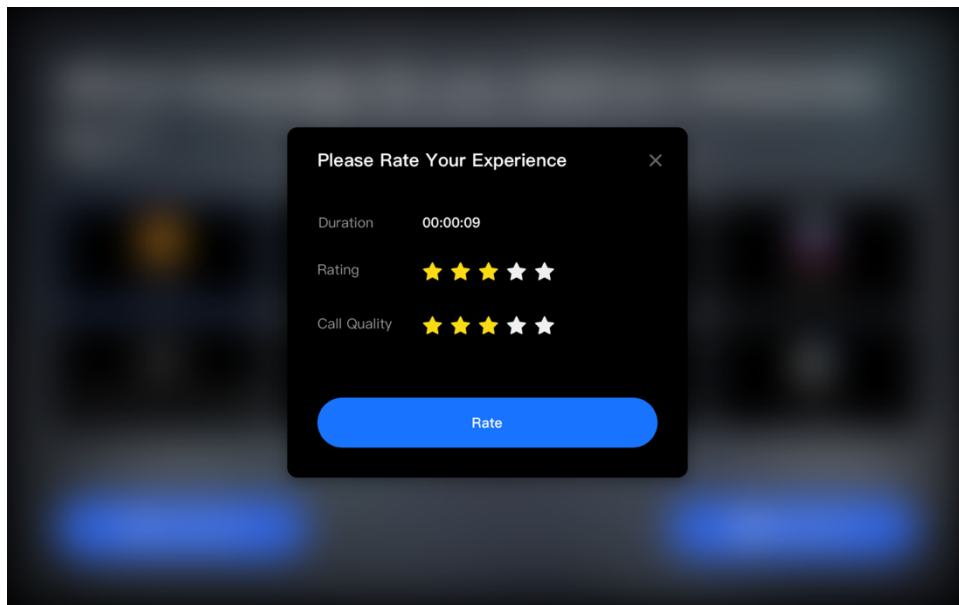 Please Rate Your Experience
Duration 00:00:09
Rating
Call Quality
Rate